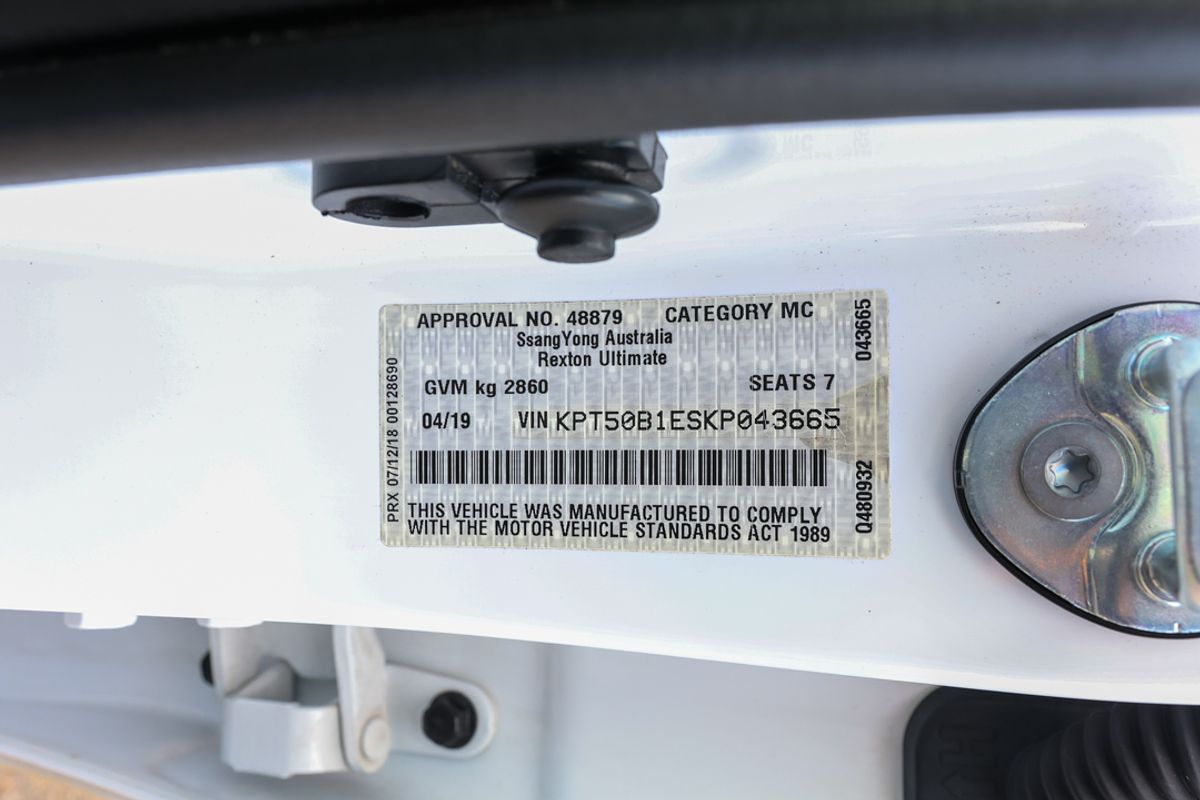 APPROVAL NO. 48879 CATEGORY MC
SsangYong Australia
Rexton Ultimate
GVM kg 2860 SEATS 7
04/19 VIN KPT50B1ESKP043665
THIS VEHICLE WAS MANUFACTURED TO COMPLY
WITH THE MOTOR VEHICLE STANDARDS ACT 1989
PRX 07/12/18 00128690
043665
Q480932